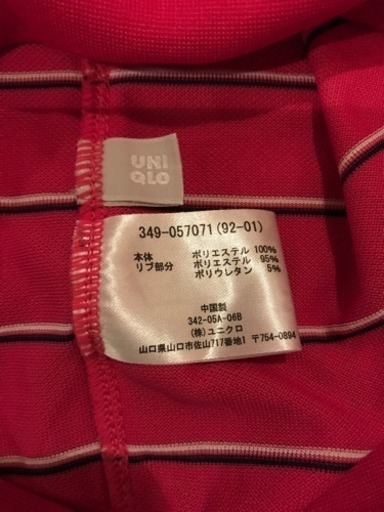 UNI
QLO
349-057071(92-01)
本体 ポリエステル 100%
リブ部分 ポリエステル 95%
ポリウレタン 5%
中国製
342-05A-06B
(株)ユニクロ
山口県山口市佐山717番地1 〒754-0894